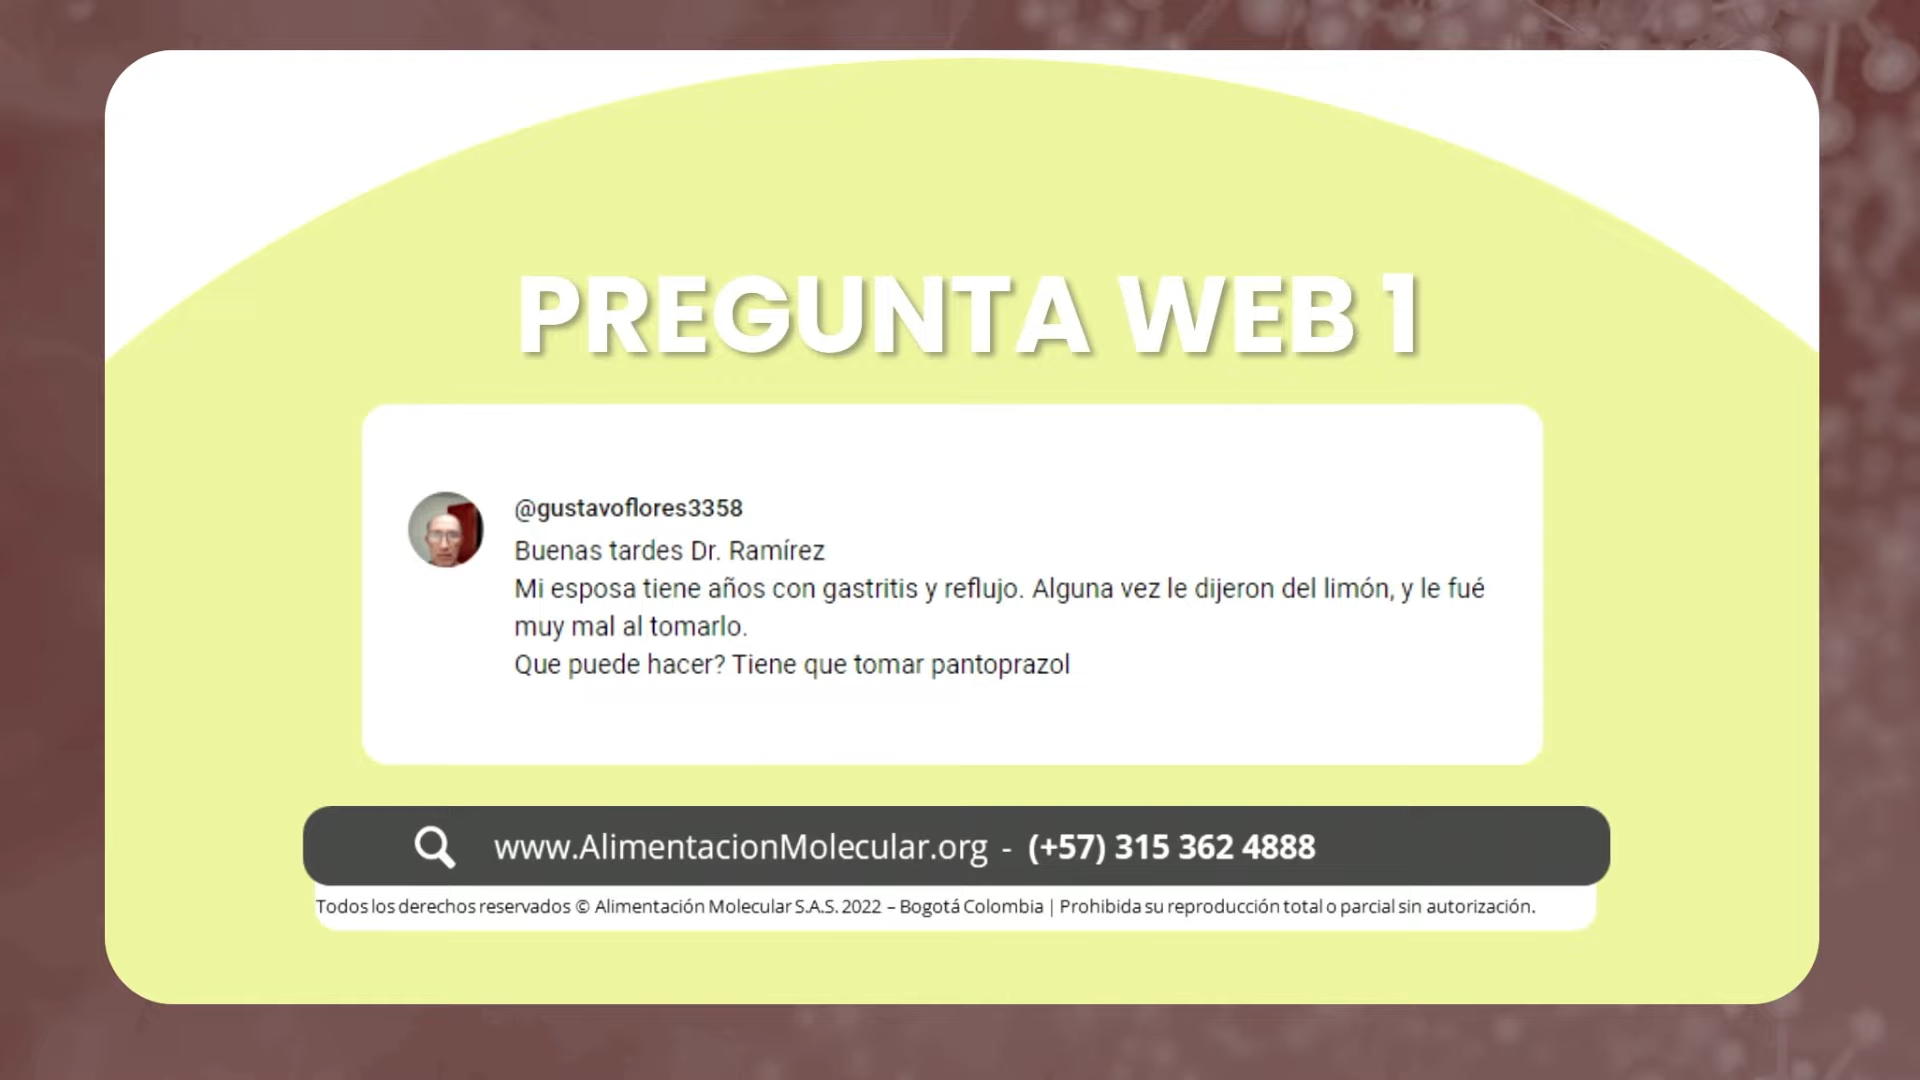 PREGUNTA WEB 1
@gustavoflores3358
Buenas tardes Dr. Ramírez
Mi esposa tiene años con gastritis y reflujo. Alguna vez le dijeron del limón, y le fué
muy mal al tomarlo.
Que puede hacer? Tiene que tomar pantoprazol
www.AlimentacionMolecular.org - (+57) 315 362 4888
Todos los derechos reservados © Alimentación Molecular S.A.S. 2022 – Bogotá Colombia | Prohibida su reproducción total o parcial sin autorización.